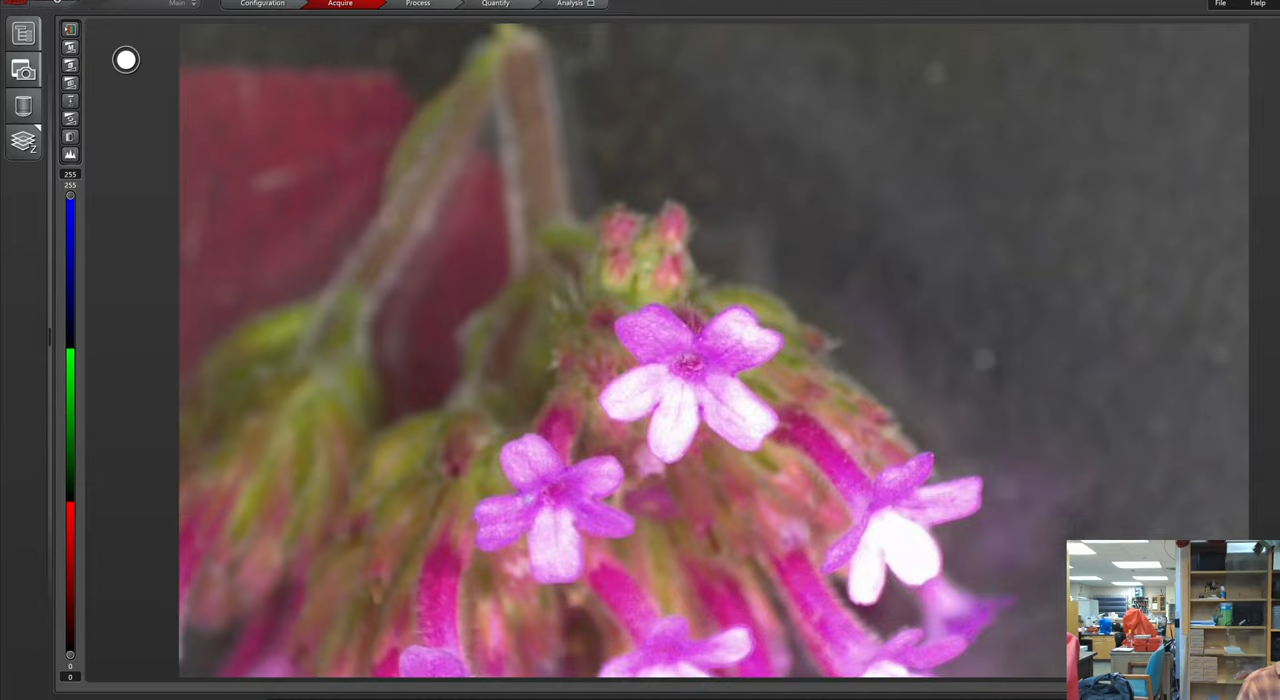 Main
Configuration
Acquire
Process
Quantify
Analysis
File
Help
255
255
Z
0
0